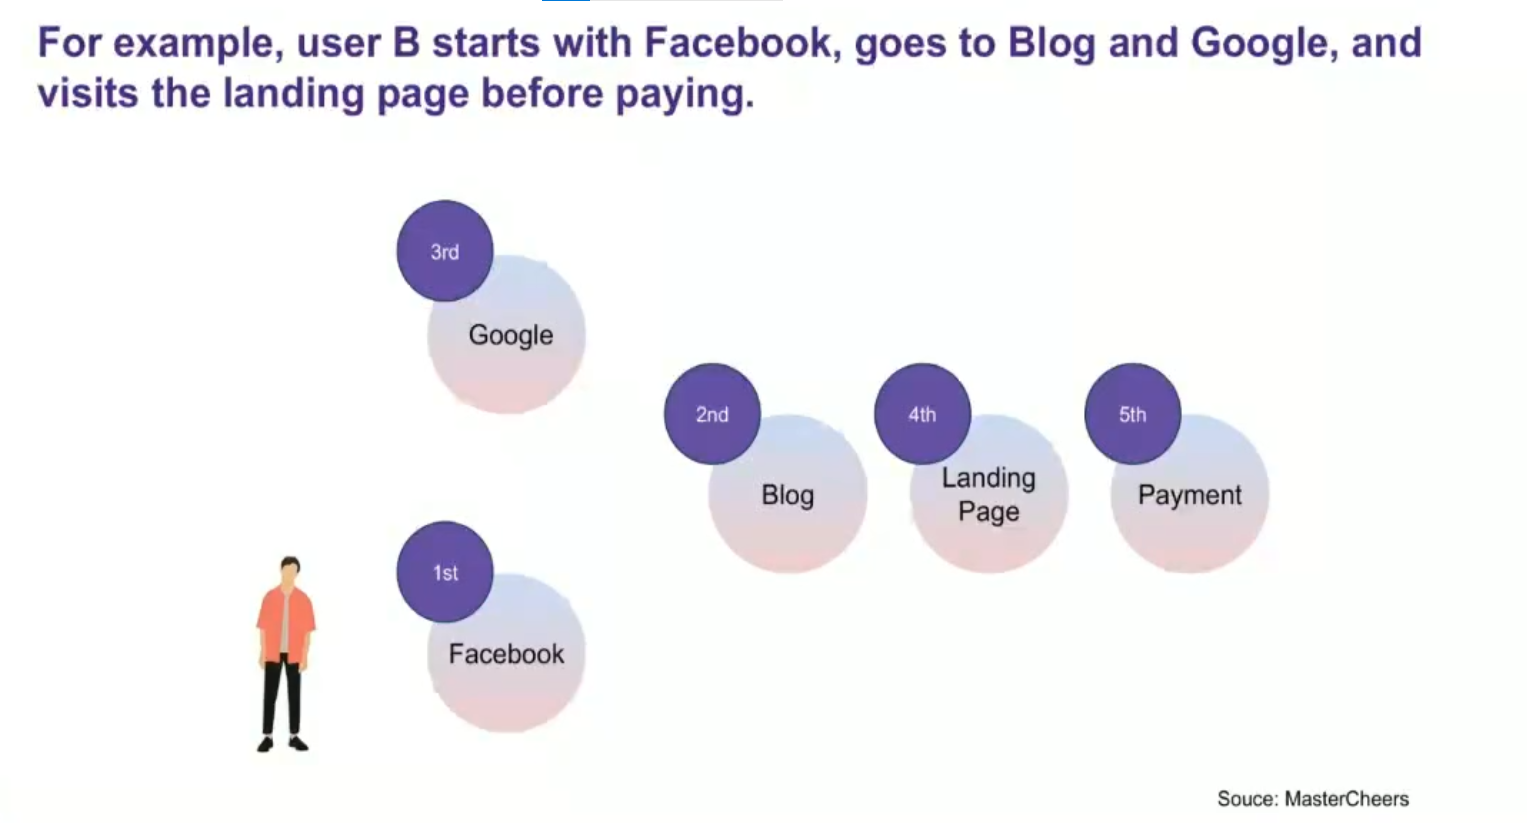 For example, user B starts with Facebook, goes to Blog and Google, and
visits the landing page before paying.
3rd
Google
2nd
Blog
4th
Landing
Page
5th
Payment
1st
Facebook
Souce: MasterCheers